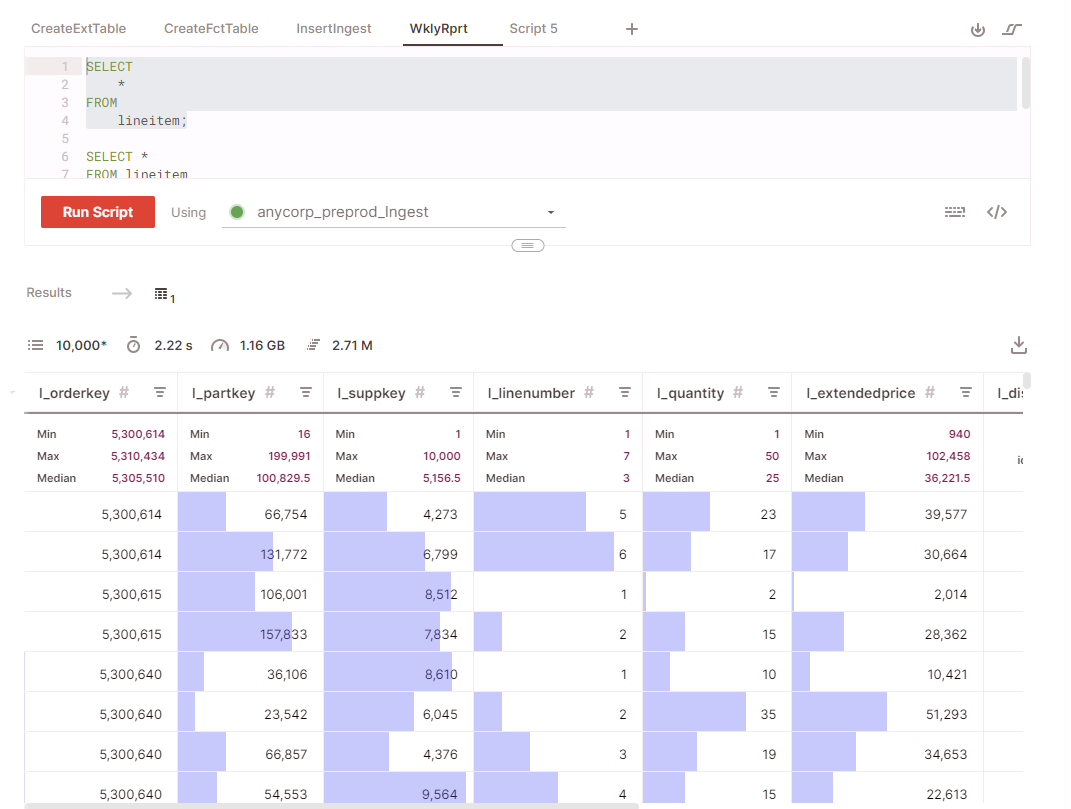 CreateExtTable CreateFctTable InsertIngest WklyRprt Script 5 +
1 SELECT
2 *
3 FROM
4 lineitem;
5
6 SELECT *
7 FROM lineitem
Run Script Using anycorp_preprod_Ingest </>
Results 1
10,000* 2.22 s 1.16 GB 2.71 M
l_orderkey # l_partkey # l_suppkey # l_linenumber # l_quantity # l_extendedprice # l_dis
Min 5,300,614 Min 16 Min 1 Min 1 Min 1 Min 940
Max 5,310,434 Max 199,991 Max 10,000 Max 7 Max 50 Max 102,458
Median 5,305,510 Median 100,829.5 Median 5,156.5 Median 3 Median 25 Median 36,221.5
5,300,614 66,754 4,273 5 23 39,577
5,300,614 131,772 6,799 6 17 30,664
5,300,615 106,001 8,512 1 2 2,014
5,300,615 157,833 7,834 2 15 28,362
5,300,640 36,106 8,610 1 10 10,421
5,300,640 23,542 6,045 2 35 51,293
5,300,640 66,857 4,376 3 19 34,653
5,300,640 54,553 9,564 4 15 22,613